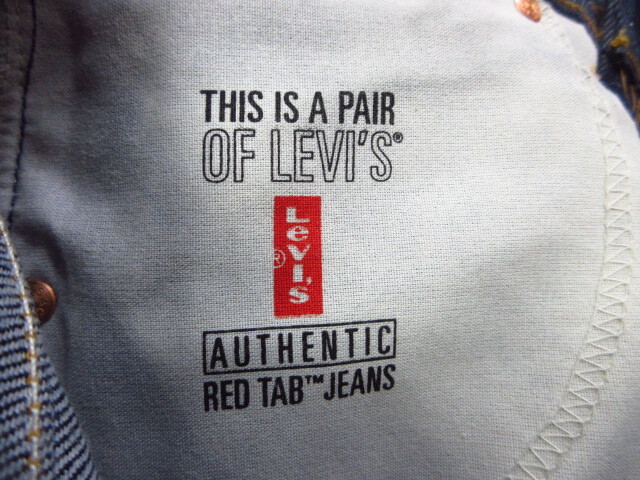 THIS IS A PAIR
OF LEVI'S®
LeVI'S
®
AUTHENTIC
RED TAB™ JEANS